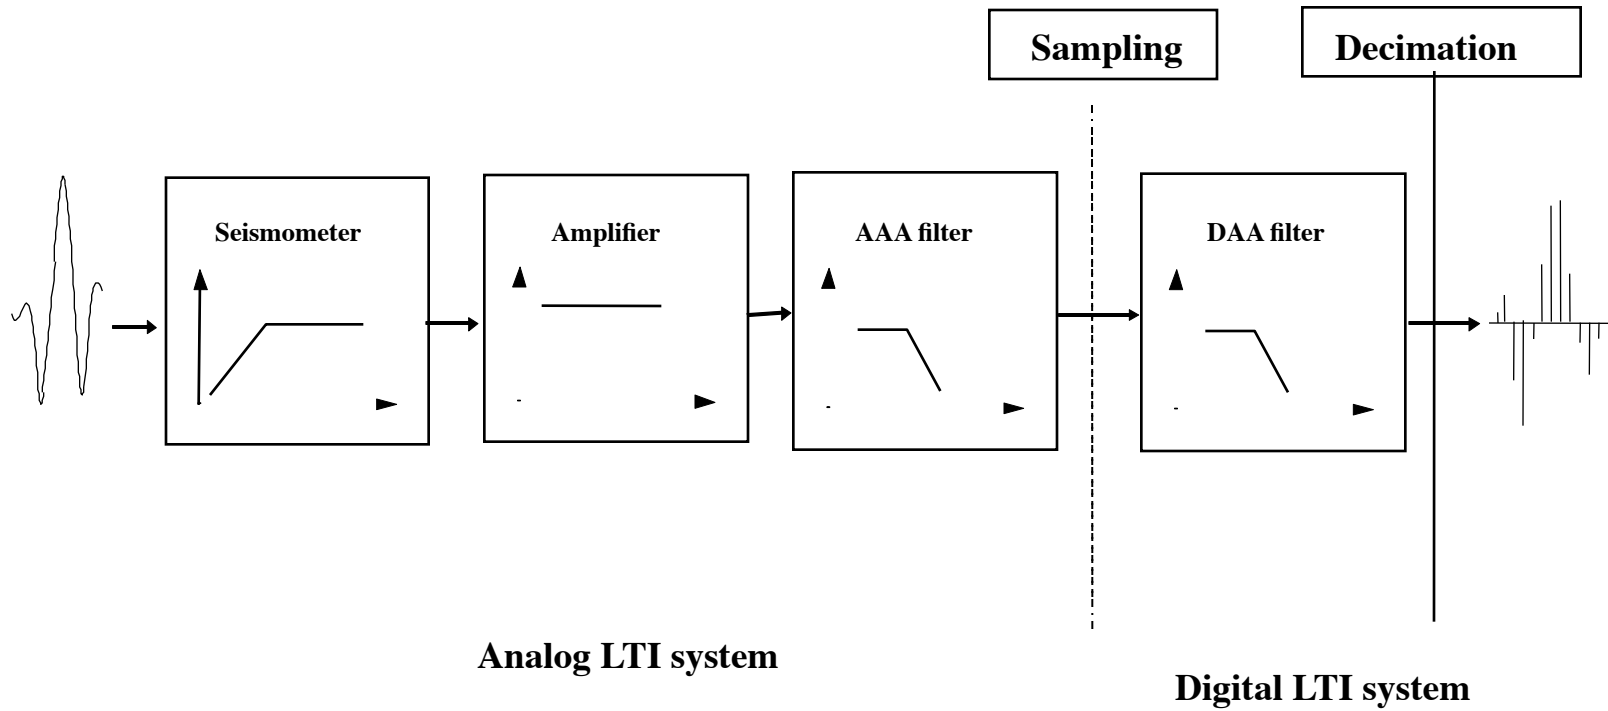 Sampling
Decimation
Seismometer
Amplifier
AAA filter
DAA filter
Analog LTI system
Digital LTI system